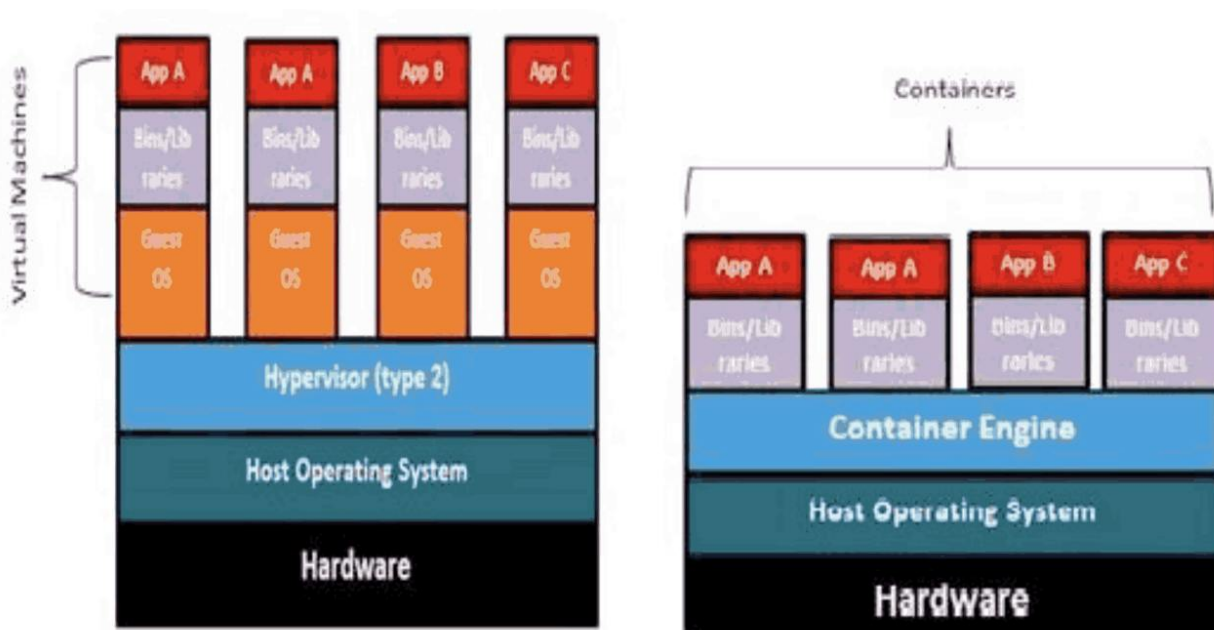 Virtual Machines
App A
App A
App B
App C
Bins/Lib
raries
Bins/Lib
raries
Bins/Lib
raries
Bins/Lib
raries
Guest
OS
Guest
OS
Guest
OS
Guest
OS
Hypervisor (type 2)
Host Operating System
Hardware
Containers
App A
App A
App B
App C
Bins/Lib
raries
Bins/Lib
raries
Bins/Lib
raries
Bins/Lib
raries
Container Engine
Host Operating System
Hardware